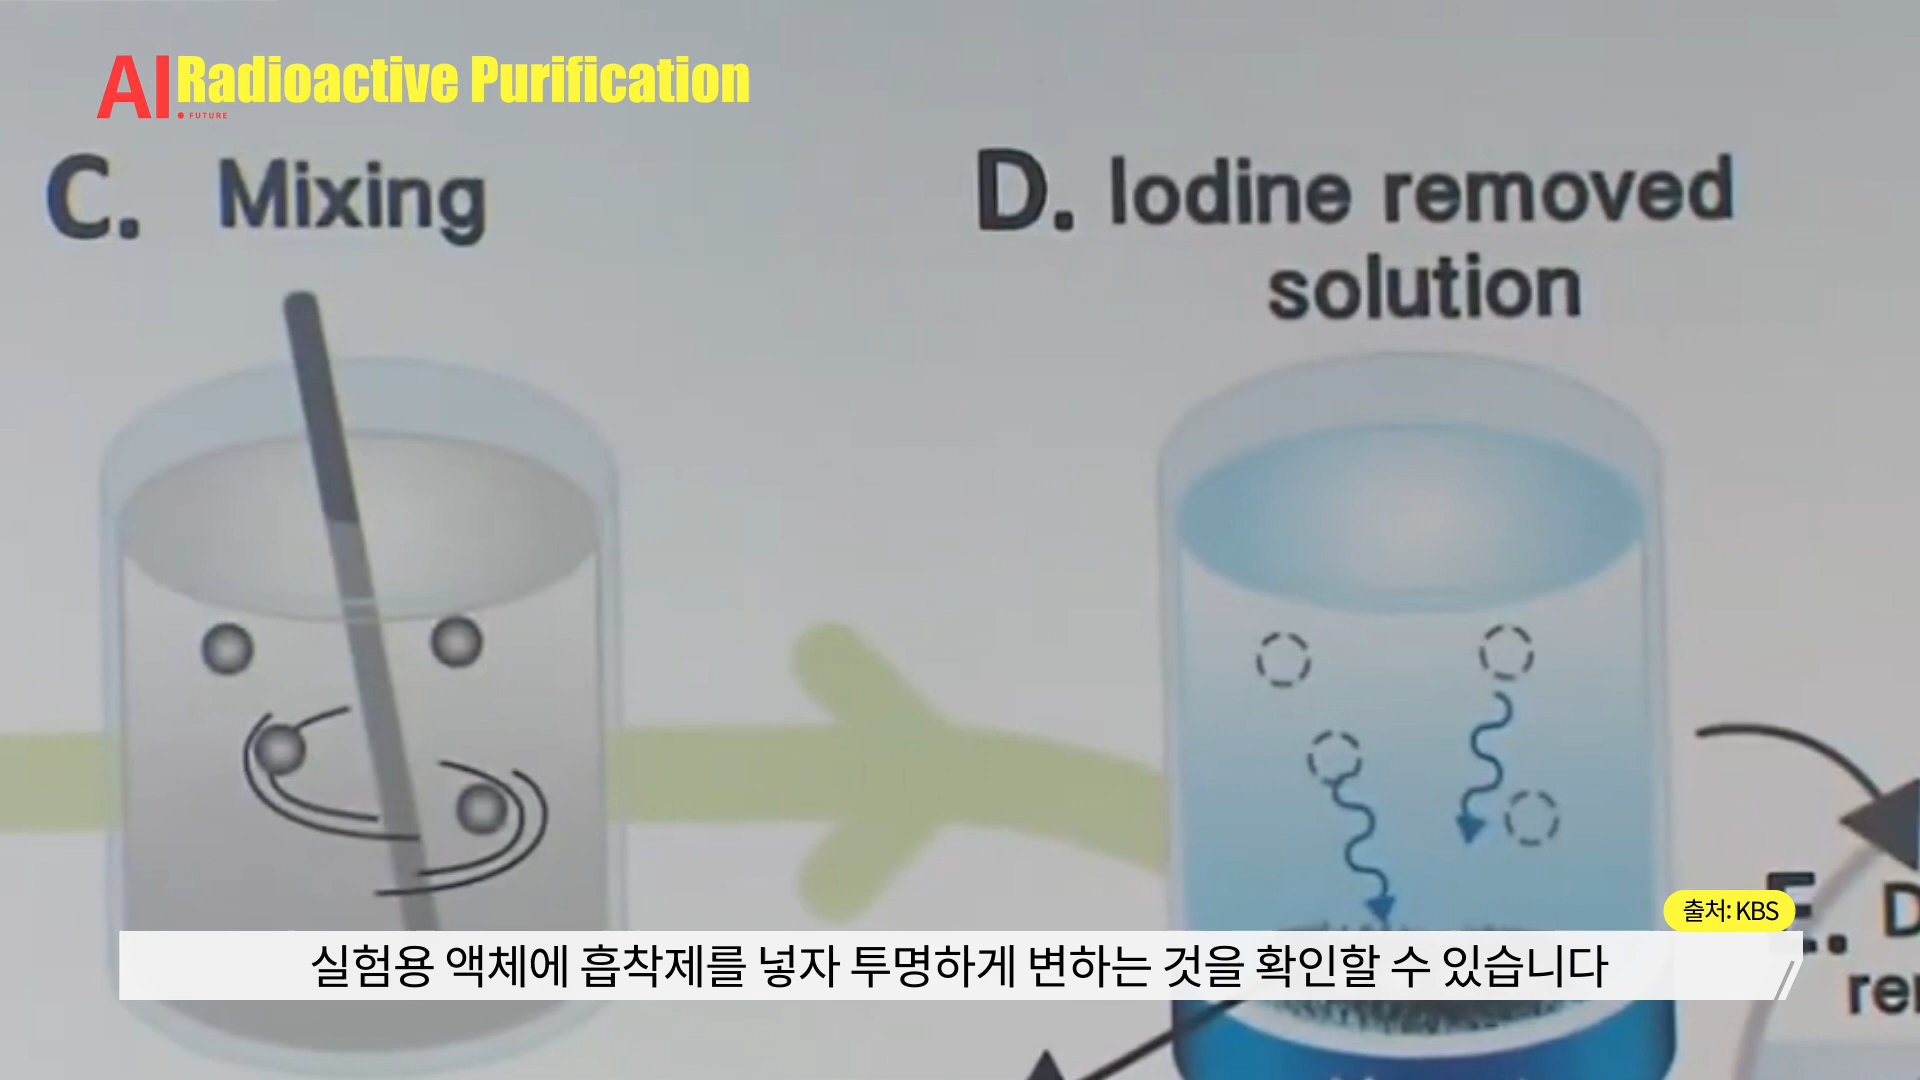 AI Radioactive Purification
FUTURE
C. Mixing
D. Iodine removed
solution
출처: KBS
E. D
실험용 액체에 흡착제를 넣자 투명하게 변하는 것을 확인할 수 있습니다